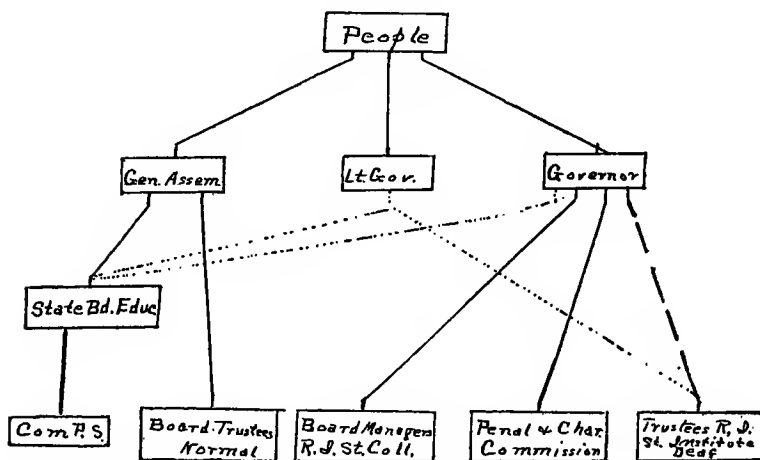 People
Gen. Assem
Lt. Gov.
Governor
State Bd. Educ
Com P. S.
Board Trustees
Normal
Board Managers
R. I. St. Coll.
Penal & Char.
Commission
Trustees R. I.
St. Institute
Deaf